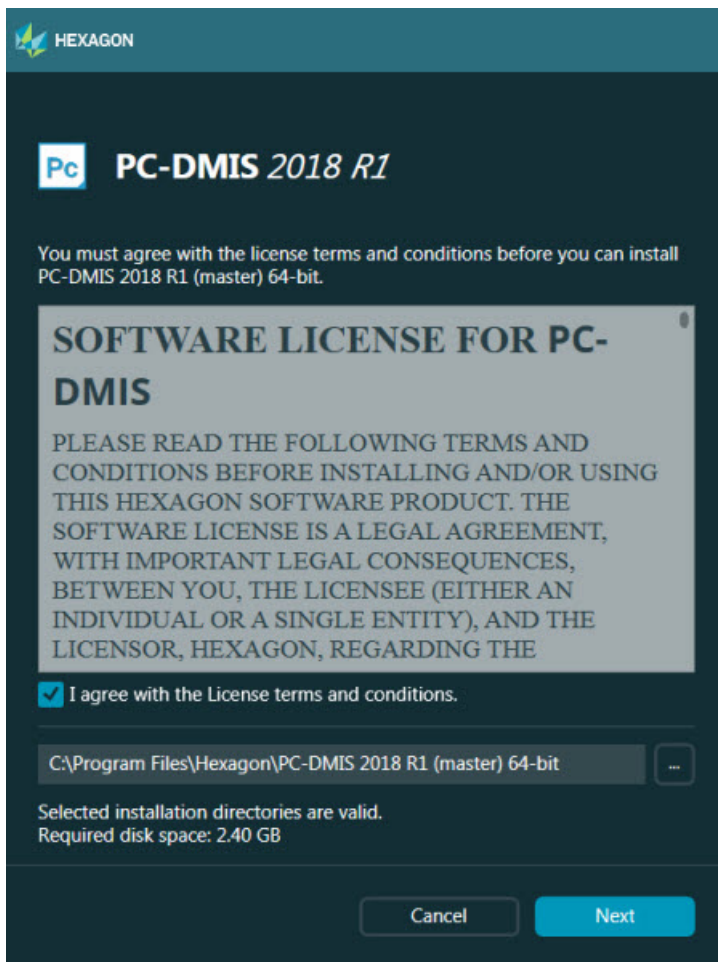 HEXAGON
Pc PC-DMIS 2018 R1
You must agree with the license terms and conditions before you can install
PC-DMIS 2018 R1 (master) 64-bit.
SOFTWARE LICENSE FOR PC-
DMIS
PLEASE READ THE FOLLOWING TERMS AND
CONDITIONS BEFORE INSTALLING AND/OR USING
THIS HEXAGON SOFTWARE PRODUCT. THE
SOFTWARE LICENSE IS A LEGAL AGREEMENT,
WITH IMPORTANT LEGAL CONSEQUENCES,
BETWEEN YOU, THE LICENSEE (EITHER AN
INDIVIDUAL OR A SINGLE ENTITY), AND THE
LICENSOR, HEXAGON, REGARDING THE
I agree with the License terms and conditions.
C:\Program Files\Hexagon\PC-DMIS 2018 R1 (master) 64-bit ...
Selected installation directories are valid.
Required disk space: 2.40 GB
Cancel Next